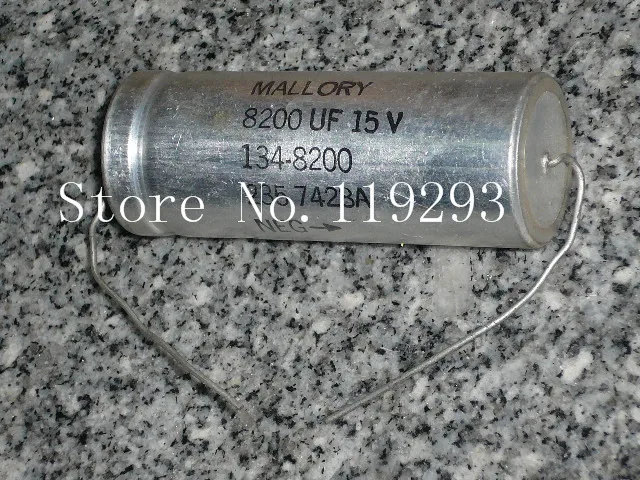 MALLORY
8200 UF 15 V
134-8200
Store No.119293
NEG→